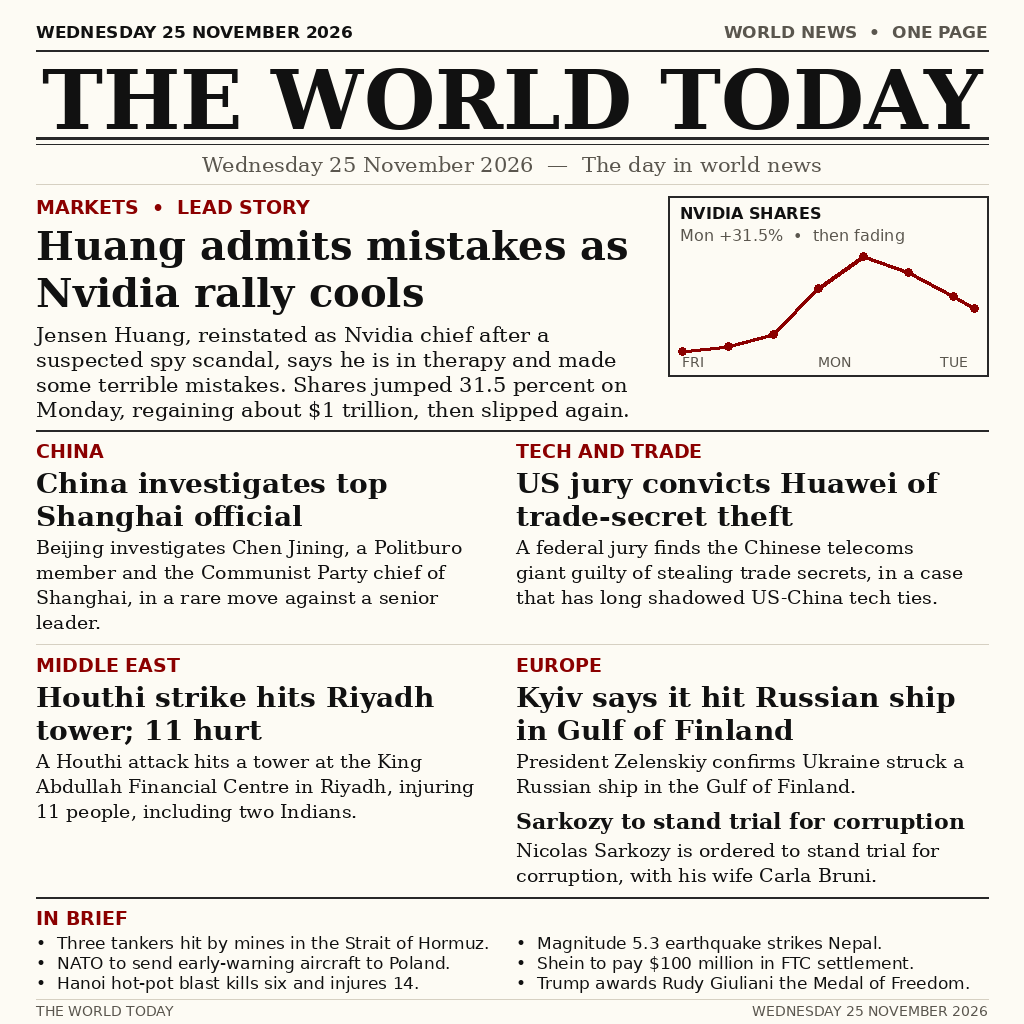 WEDNESDAY 25 NOVEMBER 2026
WORLD NEWS • ONE PAGE
THE WORLD TODAY
Wednesday 25 November 2026 — The day in world news
MARKETS • LEAD STORY
Huang admits mistakes as
Nvidia rally cools
Jensen Huang, reinstated as Nvidia chief after a
suspected spy scandal, says he is in therapy and made
some terrible mistakes. Shares jumped 31.5 percent on
Monday, regaining about $1 trillion, then slipped again.
NVIDIA SHARES
Mon +31.5% • then fading
FRI MON TUE
CHINA
China investigates top
Shanghai official
Beijing investigates Chen Jining, a Politburo
member and the Communist Party chief of
Shanghai, in a rare move against a senior
leader.
TECH AND TRADE
US jury convicts Huawei of
trade-secret theft
A federal jury finds the Chinese telecoms
giant guilty of stealing trade secrets, in a case
that has long shadowed US-China tech ties.
MIDDLE EAST
Houthi strike hits Riyadh
tower; 11 hurt
A Houthi attack hits a tower at the King
Abdullah Financial Centre in Riyadh, injuring
11 people, including two Indians.
EUROPE
Kyiv says it hit Russian ship
in Gulf of Finland
President Zelenskiy confirms Ukraine struck a
Russian ship in the Gulf of Finland.
Sarkozy to stand trial for corruption
Nicolas Sarkozy is ordered to stand trial for
corruption, with his wife Carla Bruni.
IN BRIEF
• Three tankers hit by mines in the Strait of Hormuz.
• NATO to send early-warning aircraft to Poland.
• Hanoi hot-pot blast kills six and injures 14.
• Magnitude 5.3 earthquake strikes Nepal.
• Shein to pay $100 million in FTC settlement.
• Trump awards Rudy Giuliani the Medal of Freedom.
THE WORLD TODAY
WEDNESDAY 25 NOVEMBER 2026